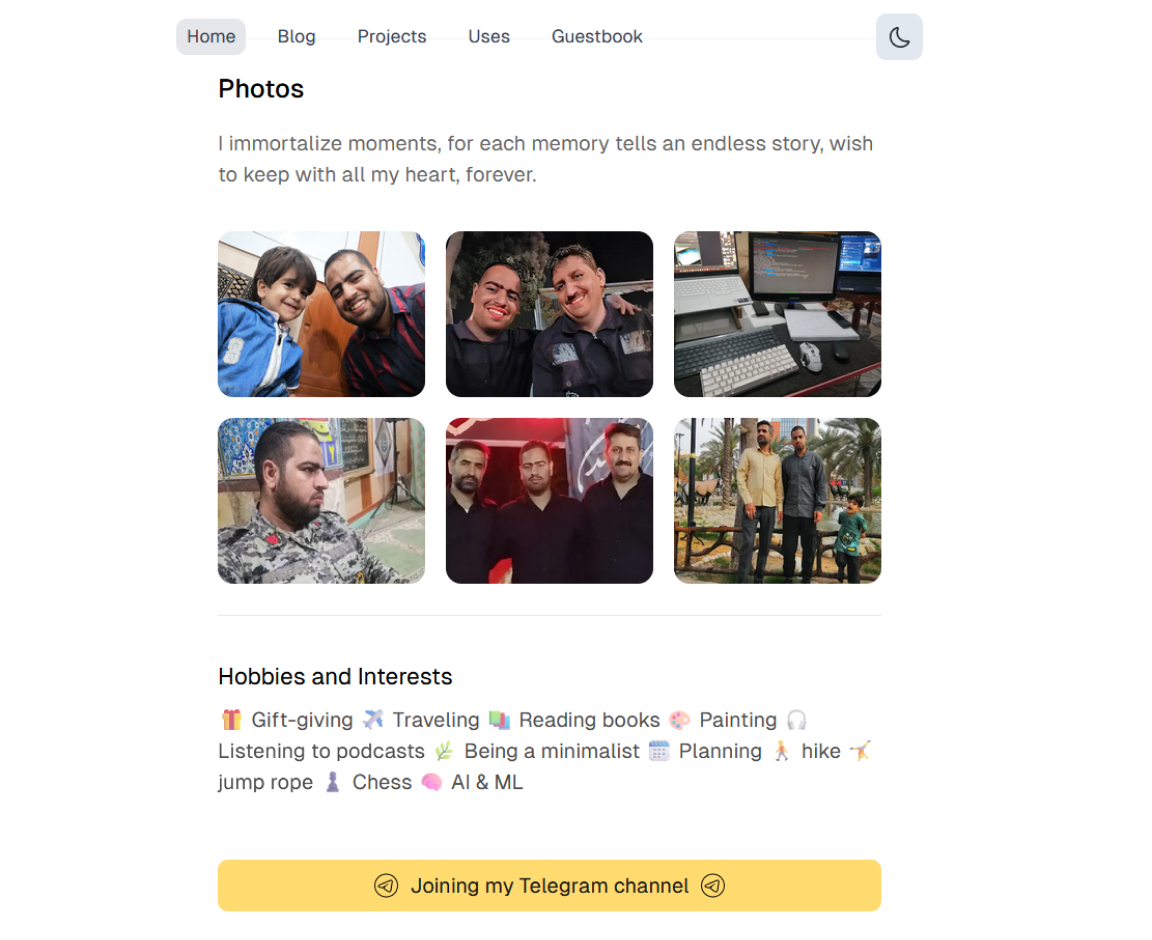 Home Blog Projects Uses Guestbook
Photos
I immortalize moments, for each memory tells an endless story, wish
to keep with all my heart, forever.
Hobbies and Interests
🎁 Gift-giving ✈️ Traveling 📚 Reading books 🎨 Painting 🎧
Listening to podcasts 🌿 Being a minimalist 🗓️ Planning 🚶 hike 🤸
jump rope ♟️ Chess 🧠 AI & ML
Joining my Telegram channel